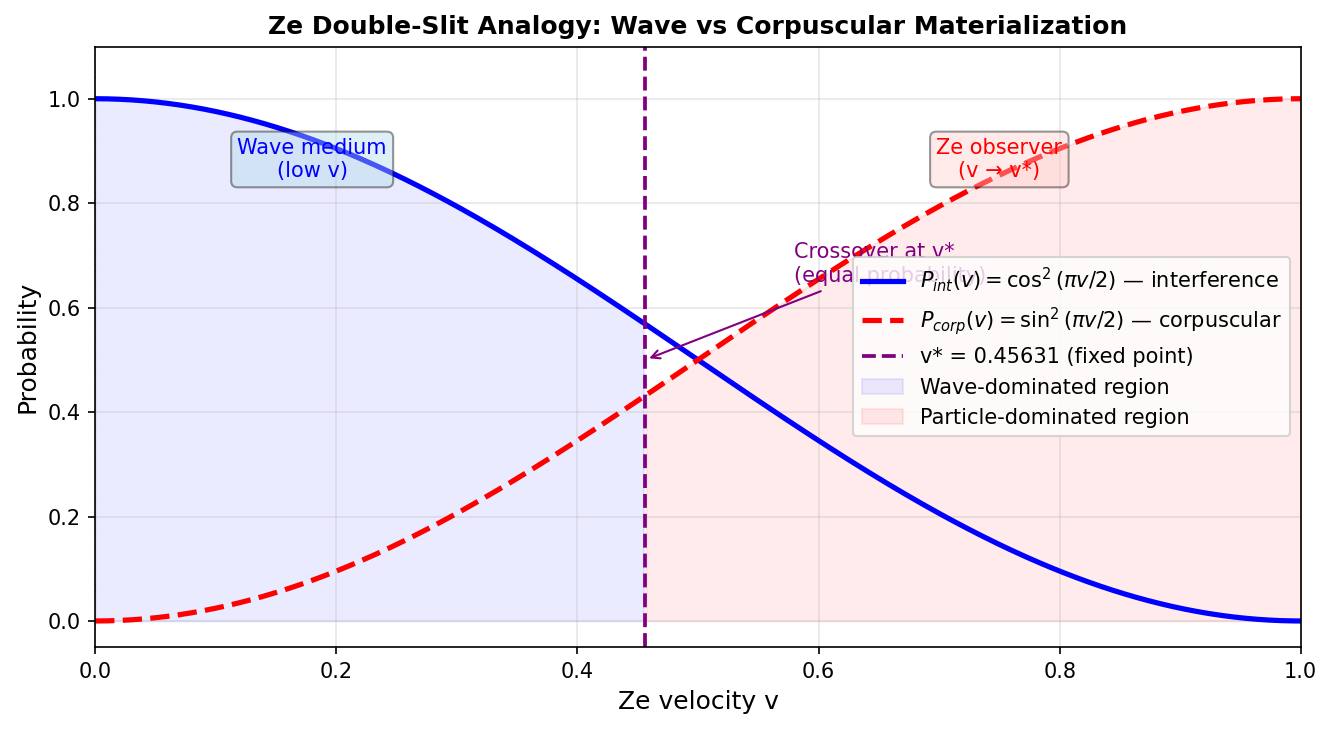 Ze Double-Slit Analogy: Wave vs Corpuscular Materialization
Probability
1.0
0.8
0.6
0.4
0.2
0.0
Wave medium
(low v)
Ze observer
(v → v*)
Crossover at v*
(equal probability)
P_int(v) = cos² (πv/2) — interference
P_corp(v) = sin² (πv/2) — corpuscular
v* = 0.45631 (fixed point)
Wave-dominated region
Particle-dominated region
0.0 0.2 0.4 0.6 0.8 1.0
Ze velocity v